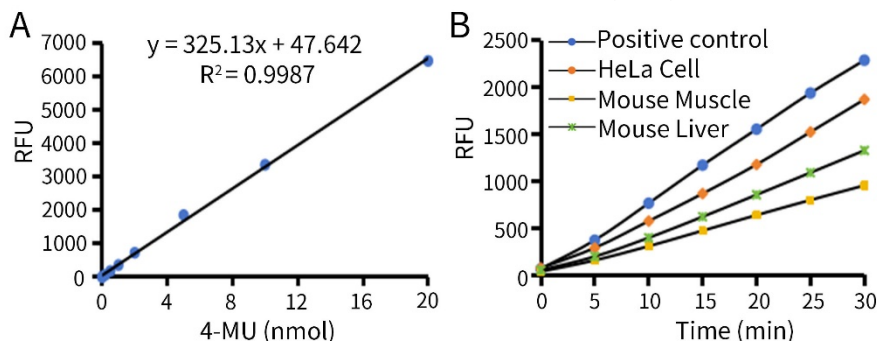 A
y = 325.13x + 47.642
R² = 0.9987
RFU
7000
6000
5000
4000
3000
2000
1000
0
0 4 8 12 16 20
4-MU (nmol)
B
Positive control
HeLa Cell
Mouse Muscle
Mouse Liver
RFU
2500
2000
1500
1000
500
0
0 5 10 15 20 25 30
Time (min)